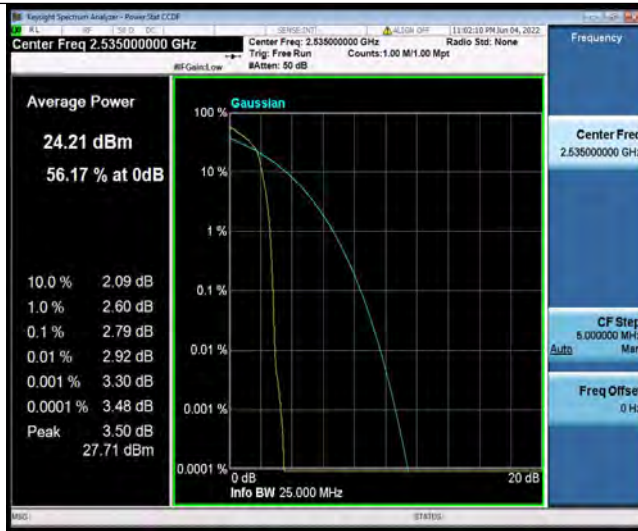 Keysight Spectrum Analyzer - Power Stat CCDF
RL RF 50 Ω DC SENSE:INT ALIGN OFF 11:02:10 PM Jun 04, 2022
Center Freq 2.535000000 GHz
Center Freq: 2.535000000 GHz Radio Std: None
Trig: Free Run Counts:1.00 M/1.00 Mpt
#IFGain:Low #Atten: 50 dB
Frequency
Average Power
24.21 dBm
56.17 % at 0dB
10.0 % 2.09 dB
1.0 % 2.60 dB
0.1 % 2.79 dB
0.01 % 2.92 dB
0.001 % 3.30 dB
0.0001 % 3.48 dB
Peak 3.50 dB
27.71 dBm
Gaussian
100 %
10 %
1 %
0.1 %
0.01 %
0.001 %
0.0001 %
0 dB 20 dB
Info BW 25.000 MHz
Center Freq
2.535000000 GHz
CF Step
5.000000 MHz
Auto Man
Freq Offset
0 Hz
MSG STATUS